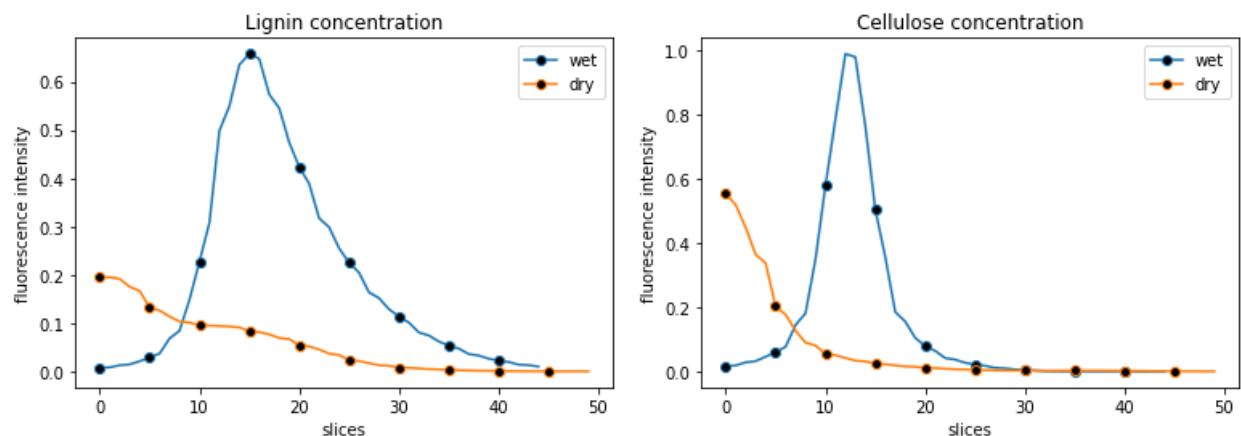 Lignin concentration
fluorescence intensity
0.6
0.5
0.4
0.3
0.2
0.1
0.0
0 10 20 30 40 50
slices
wet
dry
Cellulose concentration
fluorescence intensity
1.0
0.8
0.6
0.4
0.2
0.0
0 10 20 30 40 50
slices
wet
dry